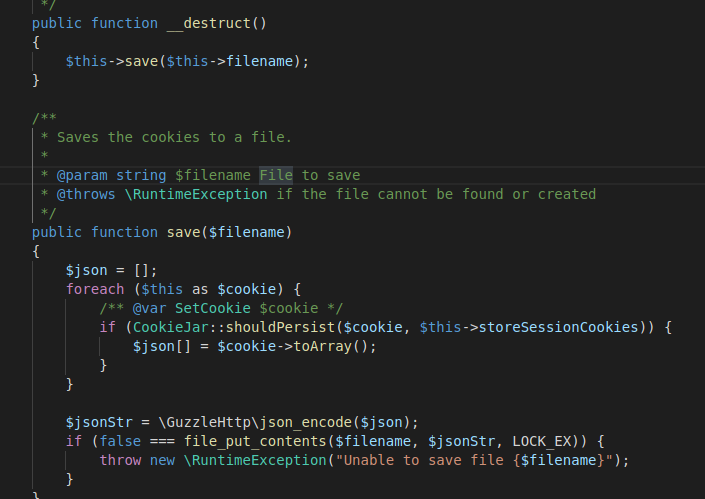 */
public function __destruct()
{
    $this->save($this->filename);
}

/**
 * Saves the cookies to a file.
 *
 * @param string $filename File to save
 * @throws \RuntimeException if the file cannot be found or created
 */
public function save($filename)
{
    $json = [];
    foreach ($this as $cookie) {
        /** @var SetCookie $cookie */
        if (CookieJar::shouldPersist($cookie, $this->storeSessionCookies)) {
            $json[] = $cookie->toArray();
        }
    }

    $jsonStr = \GuzzleHttp\json_encode($json);
    if (false === file_put_contents($filename, $jsonStr, LOCK_EX)) {
        throw new \RuntimeException("Unable to save file {$filename}");
    }
}